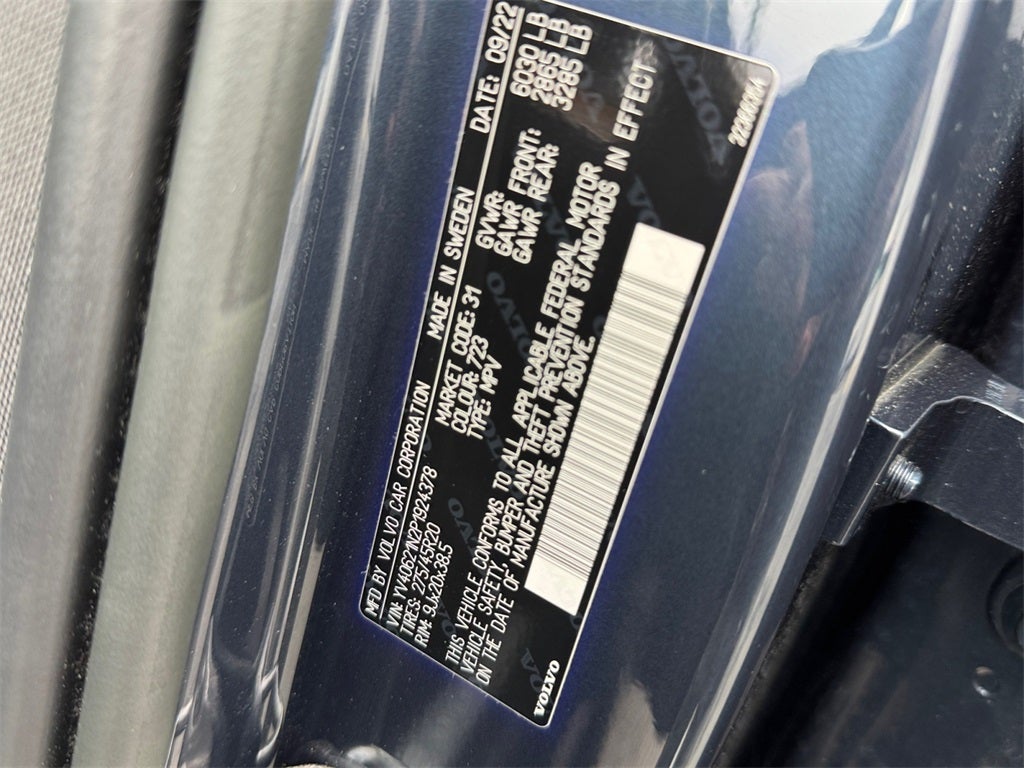 MFD BY VOLVO CAR CORPORATION MADE IN SWEDEN DATE: 09/22
VIN: YV4062JN2P1924378
TIRES: 275/45R20
RIM: 9Jx20x38.5
MARKET CODE: 31
COLOUR: 723
TYPE: MPV
GVWR: 6030 LB
GAWR FRONT: 2865 LB
GAWR REAR: 3285 LB
THIS VEHICLE CONFORMS TO ALL APPLICABLE FEDERAL MOTOR
VEHICLE SAFETY, BUMPER AND THEFT PREVENTION STANDARDS IN EFFECT
ON THE DATE OF MANUFACTURE SHOWN ABOVE.
VOLVO